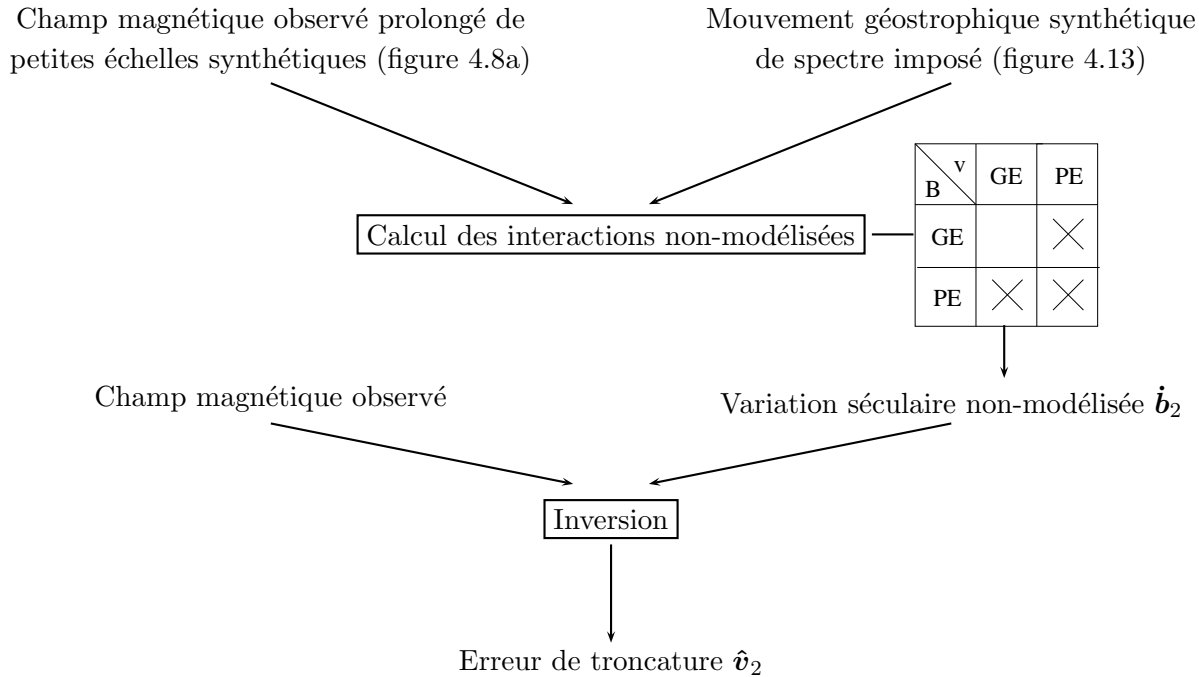 Champ magnétique observé prolongé de
petites échelles synthétiques (figure 4.8a)
Mouvement géostrophique synthétique
de spectre imposé (figure 4.13)
v
B
GE
PE
Calcul des interactions non-modélisées
GE
PE
Champ magnétique observé
Variation séculaire non-modélisée ḃ₂
Inversion
Erreur de troncature v̂₂